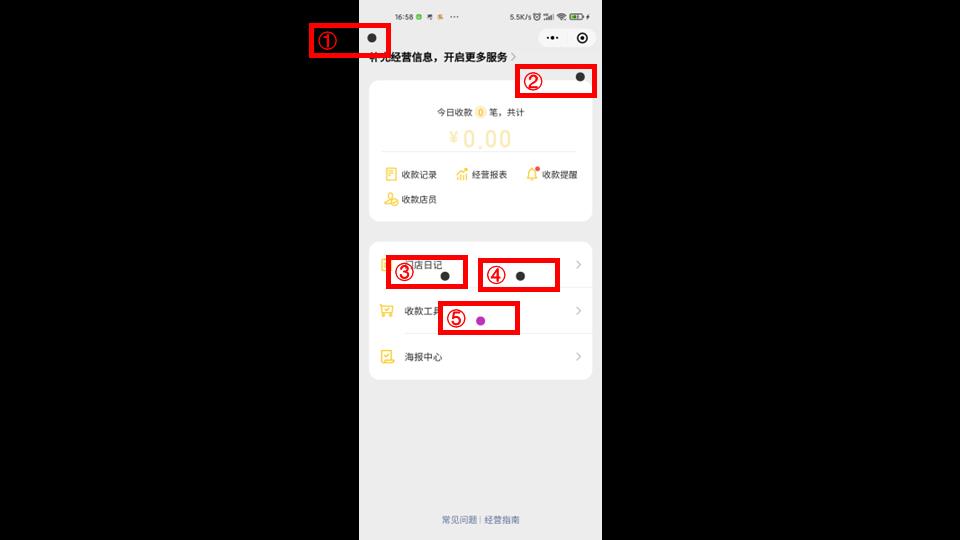 16:58
5.5K/s
①
补充经营信息，开启更多服务
②
今日收款 0 笔，共计
¥0.00
收款记录
经营报表
收款提醒
收款店员
③
店日记
④
收款工具
⑤
海报中心
常见问题 | 经营指南